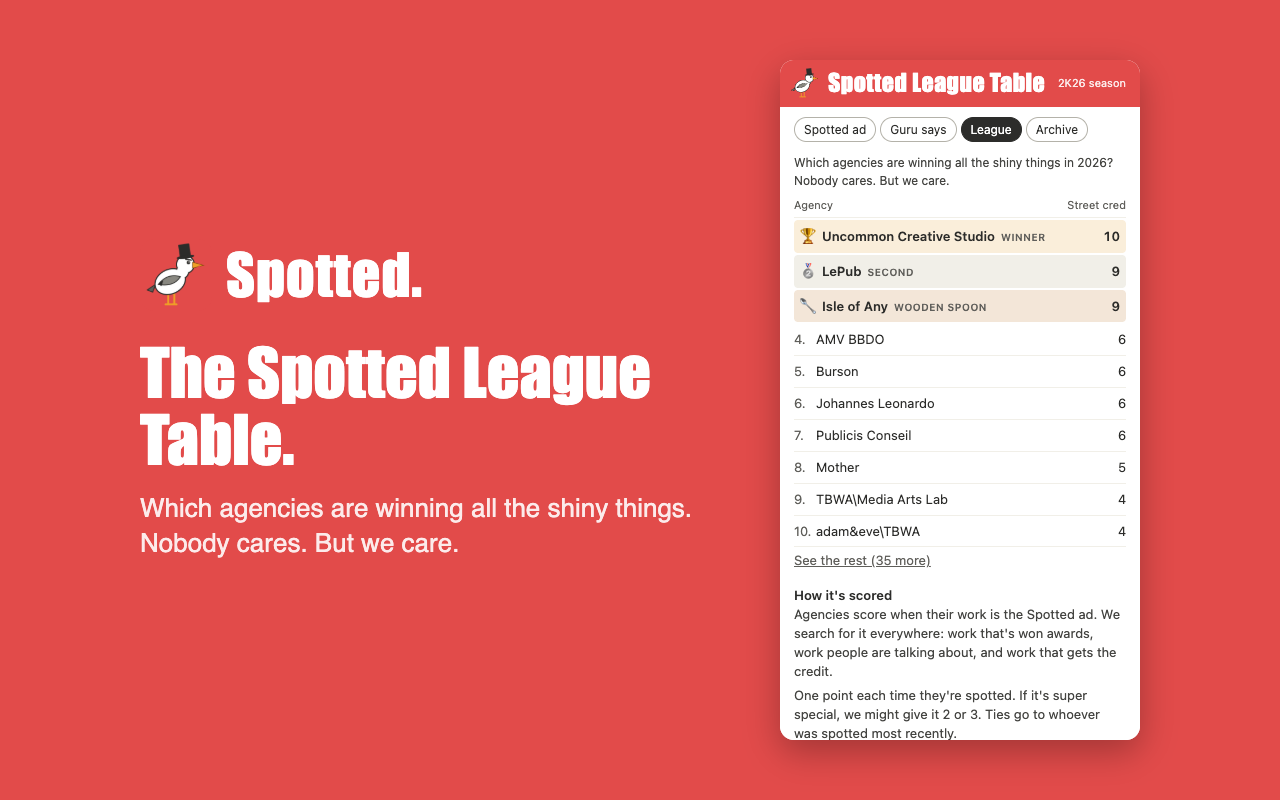 Spotted.
The Spotted League
Table.
Which agencies are winning all the shiny things.
Nobody cares. But we care.
Spotted League Table 2K26 season
Spotted ad Guru says League Archive
Which agencies are winning all the shiny things in 2026?
Nobody cares. But we care.
Agency Street cred
Uncommon Creative Studio WINNER 10
LePub SECOND 9
Isle of Any WOODEN SPOON 9
4. AMV BBDO 6
5. Burson 6
6. Johannes Leonardo 6
7. Publicis Conseil 6
8. Mother 5
9. TBWA\Media Arts Lab 4
10. adam&eve\TBWA 4
See the rest (35 more)
How it's scored
Agencies score when their work is the Spotted ad. We
search for it everywhere: work that's won awards,
work people are talking about, and work that gets the
credit.
One point each time they're spotted. If it's super
special, we might give it 2 or 3. Ties go to whoever
was spotted most recently.